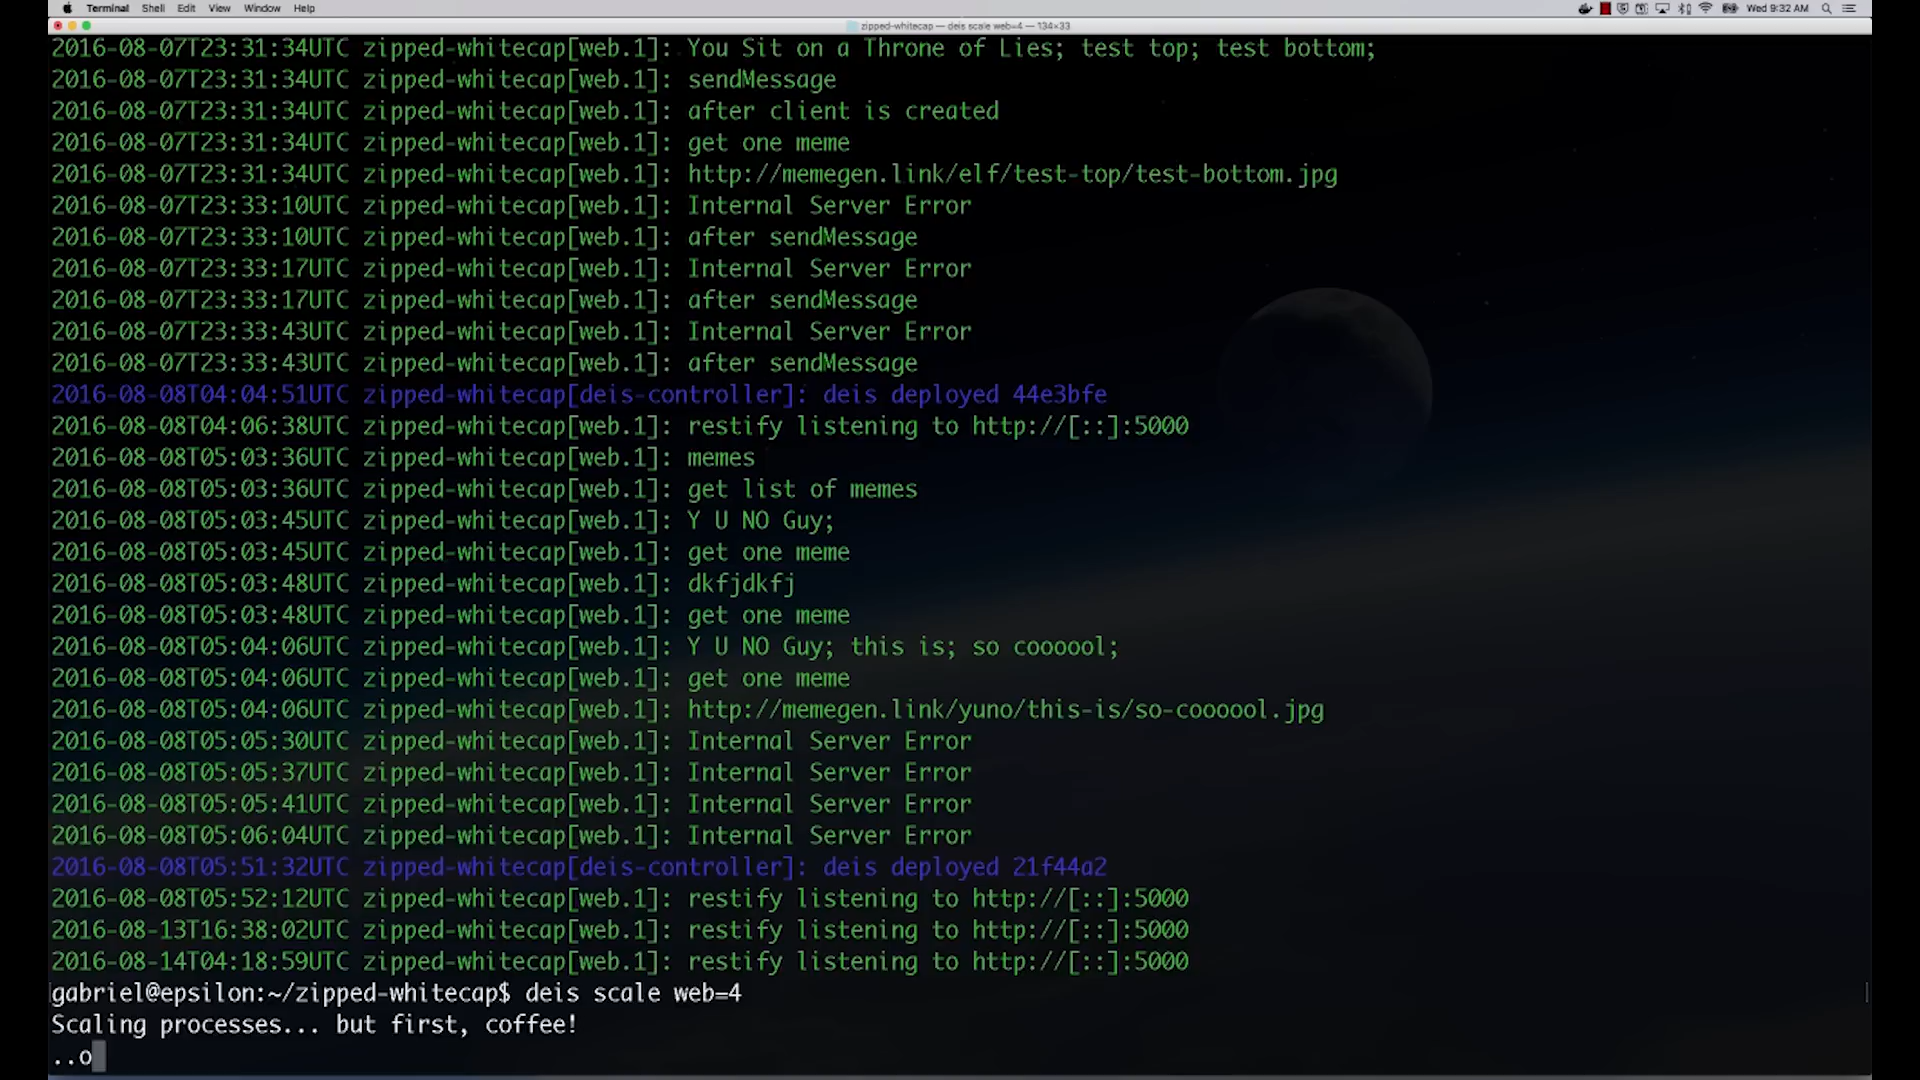 Terminal Shell Edit View Window Help Wed 9:32 AM
zipped-whitecap — deis scale web=4 — 134×33
2016-08-07T23:31:34UTC zipped-whitecap[web.1]: You Sit on a Throne of Lies; test top; test bottom;
2016-08-07T23:31:34UTC zipped-whitecap[web.1]: sendMessage
2016-08-07T23:31:34UTC zipped-whitecap[web.1]: after client is created
2016-08-07T23:31:34UTC zipped-whitecap[web.1]: get one meme
2016-08-07T23:31:34UTC zipped-whitecap[web.1]: http://memegen.link/elf/test-top/test-bottom.jpg
2016-08-07T23:33:10UTC zipped-whitecap[web.1]: Internal Server Error
2016-08-07T23:33:10UTC zipped-whitecap[web.1]: after sendMessage
2016-08-07T23:33:17UTC zipped-whitecap[web.1]: Internal Server Error
2016-08-07T23:33:17UTC zipped-whitecap[web.1]: after sendMessage
2016-08-07T23:33:43UTC zipped-whitecap[web.1]: Internal Server Error
2016-08-07T23:33:43UTC zipped-whitecap[web.1]: after sendMessage
2016-08-08T04:04:51UTC zipped-whitecap[deis-controller]: deis deployed 44e3bfe
2016-08-08T04:06:38UTC zipped-whitecap[web.1]: restify listening to http://[::]:5000
2016-08-08T05:03:36UTC zipped-whitecap[web.1]: memes
2016-08-08T05:03:36UTC zipped-whitecap[web.1]: get list of memes
2016-08-08T05:03:45UTC zipped-whitecap[web.1]: Y U NO Guy;
2016-08-08T05:03:45UTC zipped-whitecap[web.1]: get one meme
2016-08-08T05:03:48UTC zipped-whitecap[web.1]: dkfjdkfj
2016-08-08T05:03:48UTC zipped-whitecap[web.1]: get one meme
2016-08-08T05:04:06UTC zipped-whitecap[web.1]: Y U NO Guy; this is; so coooool;
2016-08-08T05:04:06UTC zipped-whitecap[web.1]: get one meme
2016-08-08T05:04:06UTC zipped-whitecap[web.1]: http://memegen.link/yuno/this-is/so-coooool.jpg
2016-08-08T05:05:30UTC zipped-whitecap[web.1]: Internal Server Error
2016-08-08T05:05:37UTC zipped-whitecap[web.1]: Internal Server Error
2016-08-08T05:05:41UTC zipped-whitecap[web.1]: Internal Server Error
2016-08-08T05:06:04UTC zipped-whitecap[web.1]: Internal Server Error
2016-08-08T05:51:32UTC zipped-whitecap[deis-controller]: deis deployed 21f44a2
2016-08-08T05:52:12UTC zipped-whitecap[web.1]: restify listening to http://[::]:5000
2016-08-13T16:38:02UTC zipped-whitecap[web.1]: restify listening to http://[::]:5000
2016-08-14T04:18:59UTC zipped-whitecap[web.1]: restify listening to http://[::]:5000
gabriel@epsilon:~/zipped-whitecap$ deis scale web=4
Scaling processes... but first, coffee!
..o